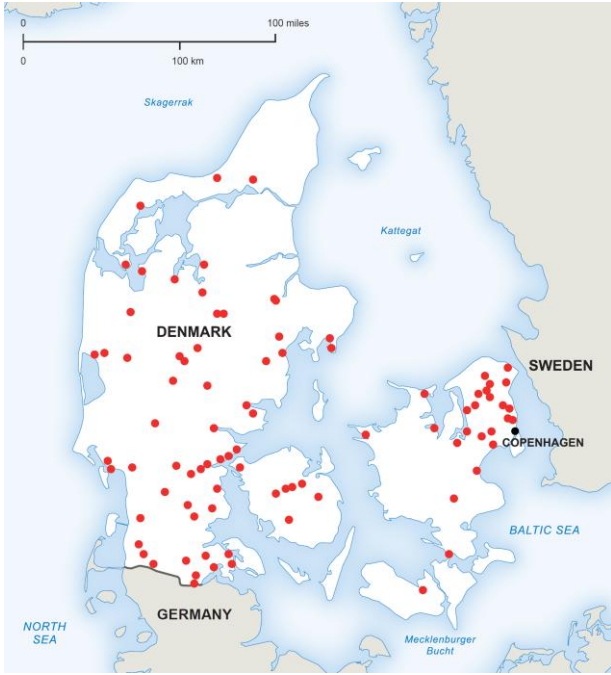 0 100 miles
0 100 km
Skagerrak
Kattegat
DENMARK
SWEDEN
COPENHAGEN
BALTIC SEA
GERMANY
NORTH
SEA
Mecklenburger
Bucht